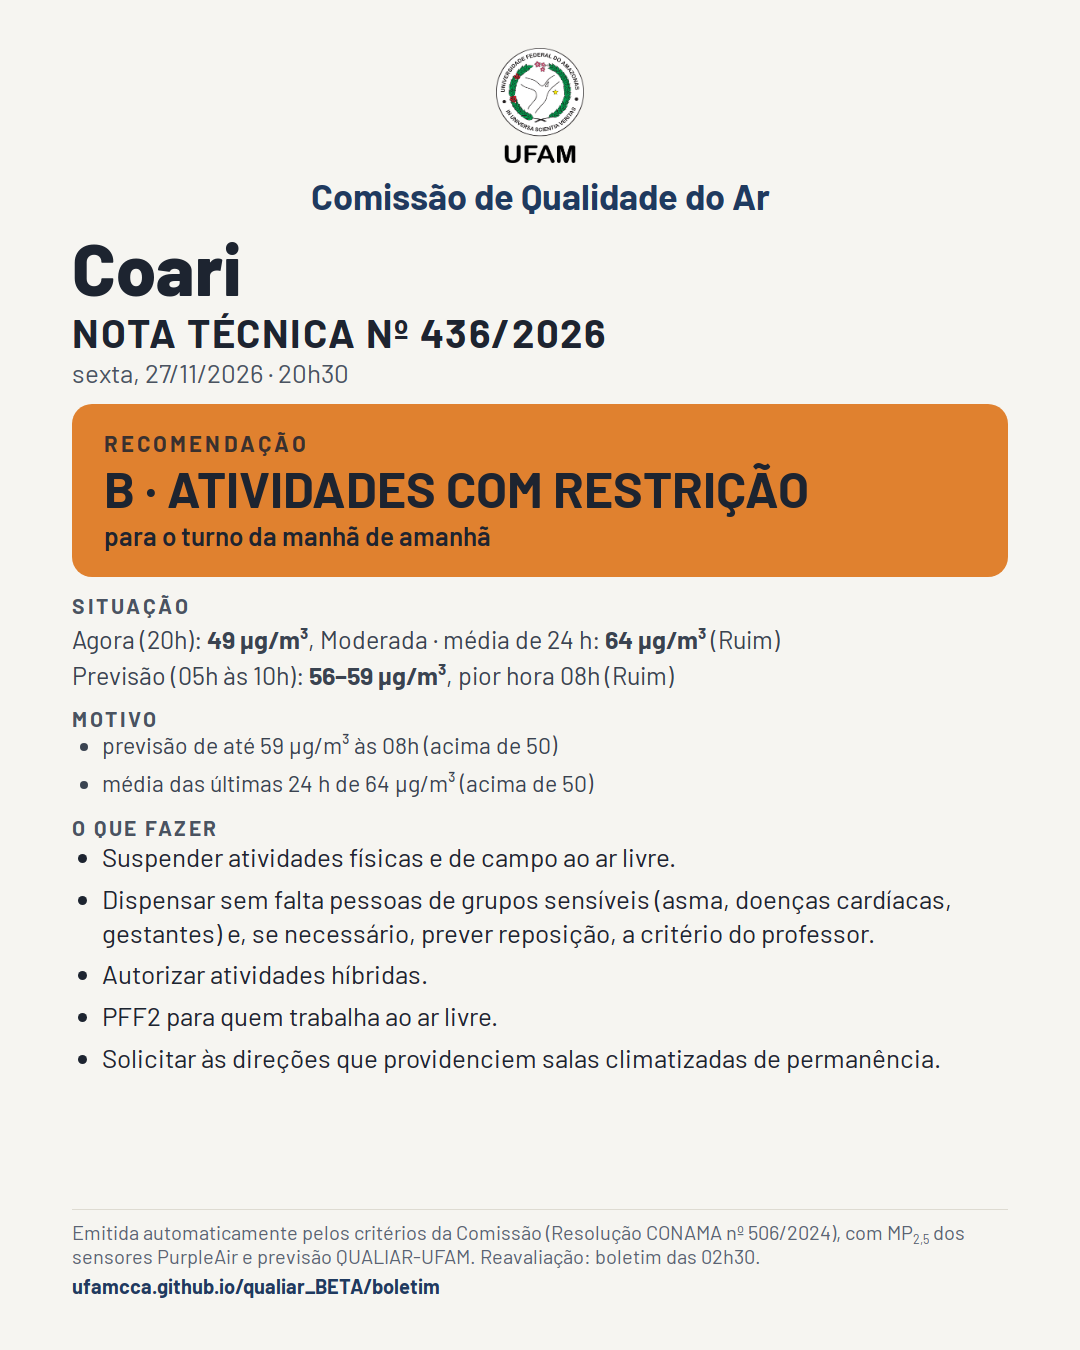 UNIVERSIDADE FEDERAL DO AMAZONAS
IN UNIVERSA SCIENTIA VERITAS
UFAM
Comissão de Qualidade do Ar
Coari
NOTA TÉCNICA Nº 436/2026
sexta, 27/11/2026 · 20h30
RECOMENDAÇÃO
B · ATIVIDADES COM RESTRIÇÃO
para o turno da manhã de amanhã
SITUAÇÃO
Agora (20h): 49 µg/m³, Moderada · média de 24 h: 64 µg/m³ (Ruim)
Previsão (05h às 10h): 56–59 µg/m³, pior hora 08h (Ruim)
MOTIVO
• previsão de até 59 µg/m³ às 08h (acima de 50)
• média das últimas 24 h de 64 µg/m³ (acima de 50)
O QUE FAZER
• Suspender atividades físicas e de campo ao ar livre.
• Dispensar sem falta pessoas de grupos sensíveis (asma, doenças cardíacas,
gestantes) e, se necessário, prever reposição, a critério do professor.
• Autorizar atividades híbridas.
• PFF2 para quem trabalha ao ar livre.
• Solicitar às direções que providenciem salas climatizadas de permanência.
Emitida automaticamente pelos critérios da Comissão (Resolução CONAMA nº 506/2024), com MP2,5 dos
sensores PurpleAir e previsão QUALIAR-UFAM. Reavaliação: boletim das 02h30.
ufamcca.github.io/qualiar_BETA/boletim